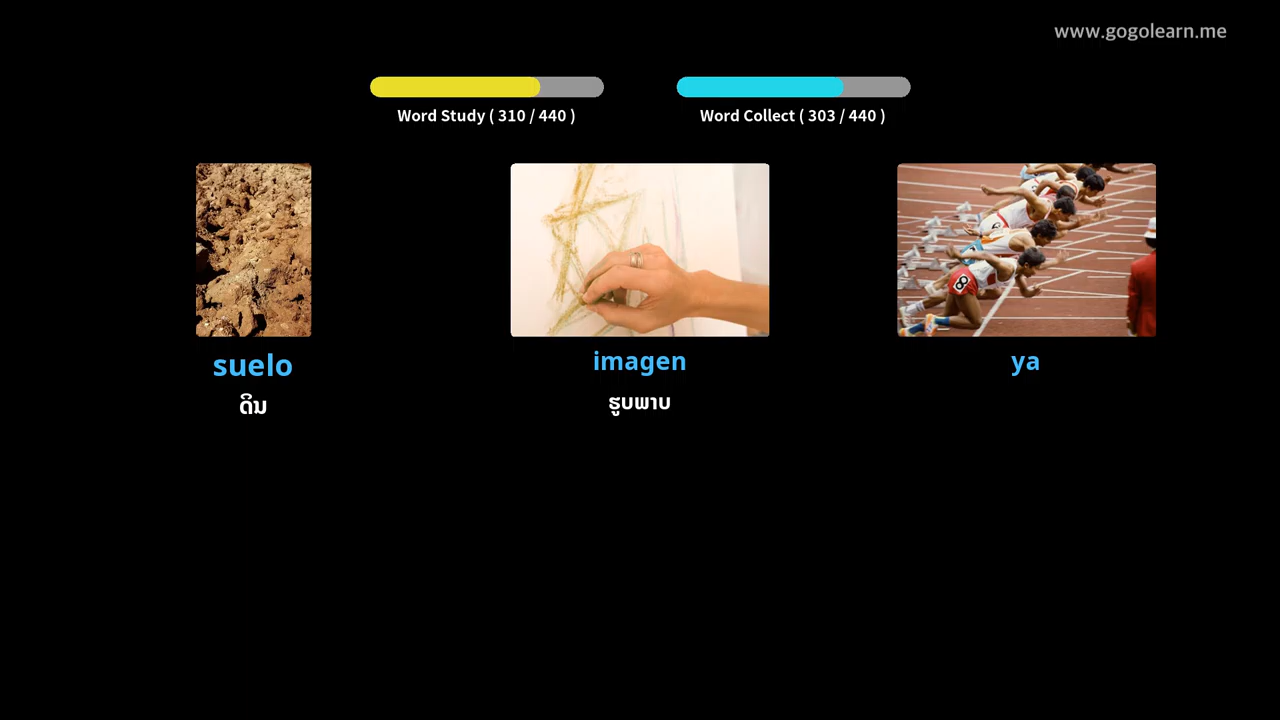 www.gogolearn.me
Word Study ( 310 / 440 )
Word Collect ( 303 / 440 )
suelo
ດິນ
imagen
ຮູບພາບ
ya
8